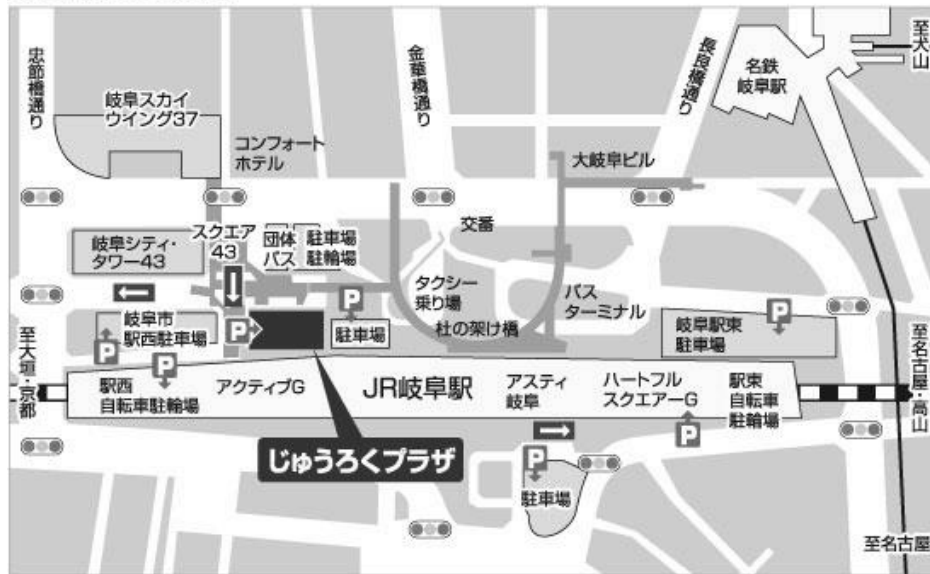 忠節橋通り
金華橋通り
長良橋通り
至犬山
名鉄
岐阜駅
岐阜スカイ
ウイング37
コンフォート
ホテル
大岐阜ビル
交番
岐阜シティ・
タワー43
スクエア
43
団体
バス
駐車場
駐輪場
タクシー
乗り場
バス
ターミナル
杜の架け橋
P
P
岐阜市
駅西駐車場
P
P
駐車場
岐阜駅東
駐車場
至大垣・京都
P
駅西
自転車駐輪場
アクティブG
JR岐阜駅
アスティ
岐阜
ハートフル
スクエアーG
駅東
自転車
駐輪場
至名古屋・高山
P
じゅうろくプラザ
P
駐車場
至名古屋